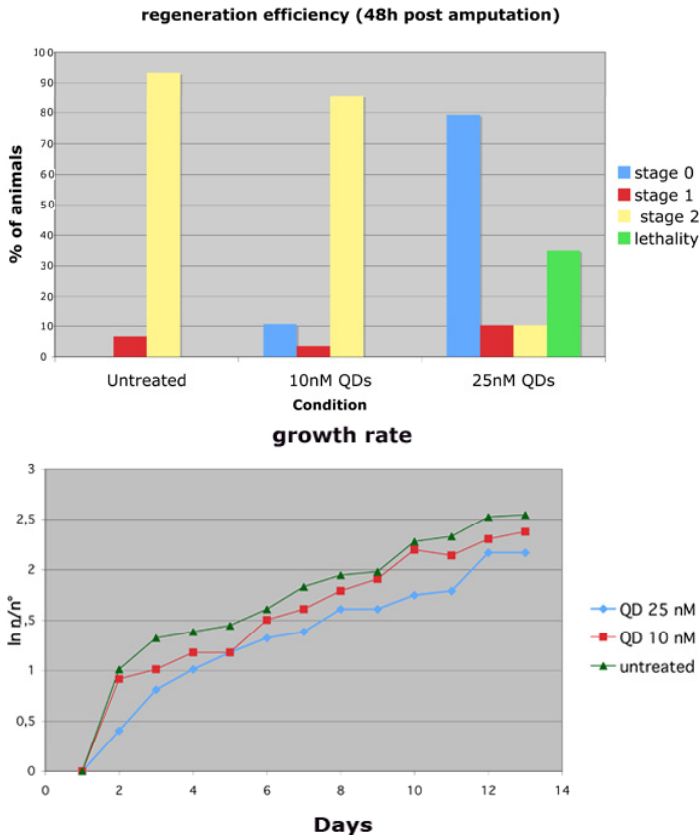 regeneration efficiency (48h post amputation)
100
90
80
70
60
50
40
30
20
10
0
% of animals
stage 0
stage 1
stage 2
lethality
Untreated 10nM QDs 25nM QDs
Condition
growth rate
3
2,5
2
1,5
1
0,5
0
ln n/n°
QD 25 nM
QD 10 nM
untreated
0 2 4 6 8 10 12 14
Days